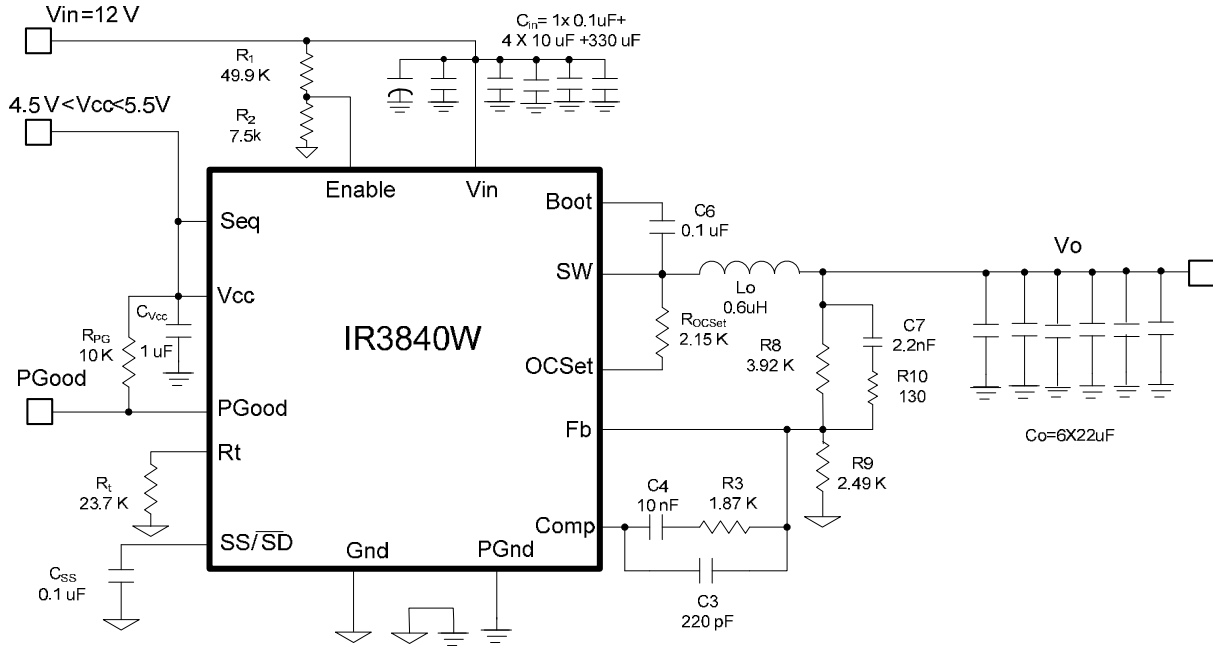 Vin=12 V
Cin= 1x 0.1uF+
4 X 10 uF +330 uF
R1
49.9 K
4.5 V <Vcc<5.5V
R2
7.5k
Enable
Vin
Boot
Seq
C6
0.1 uF
SW
Vo
Lo
0.6uH
Vcc
CVcc
1 uF
RPG
10 K
IR3840W
ROCSet
2.15 K
R8
3.92 K
C7
2.2nF
OCSet
R10
130
PGood
PGood
Fb
Co=6X22uF
Rt
Rt
23.7 K
R9
2.49 K
C4
10 nF
R3
1.87 K
Comp
SS/SD
Gnd
PGnd
CSS
0.1 uF
C3
220 pF